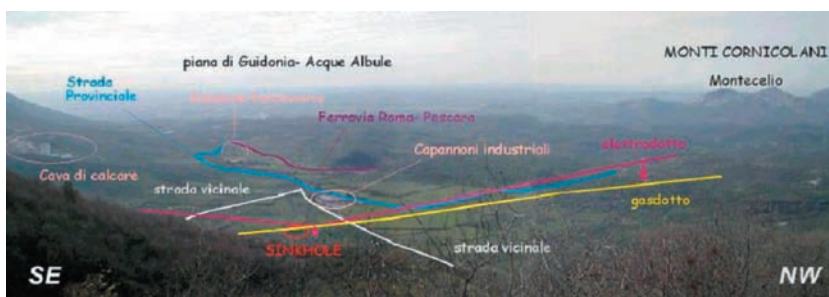 piana di Guidonia- Acque Albule
MONTI CORNICOLANI
Montecelio
Strada
Provinciale
Ferrovia Roma- Pescara
elettrodotto
Capannoni industriali
Cava di calcare
strada vicinale
gasdotto
SINKHOLE
strada vicinale
SE
NW